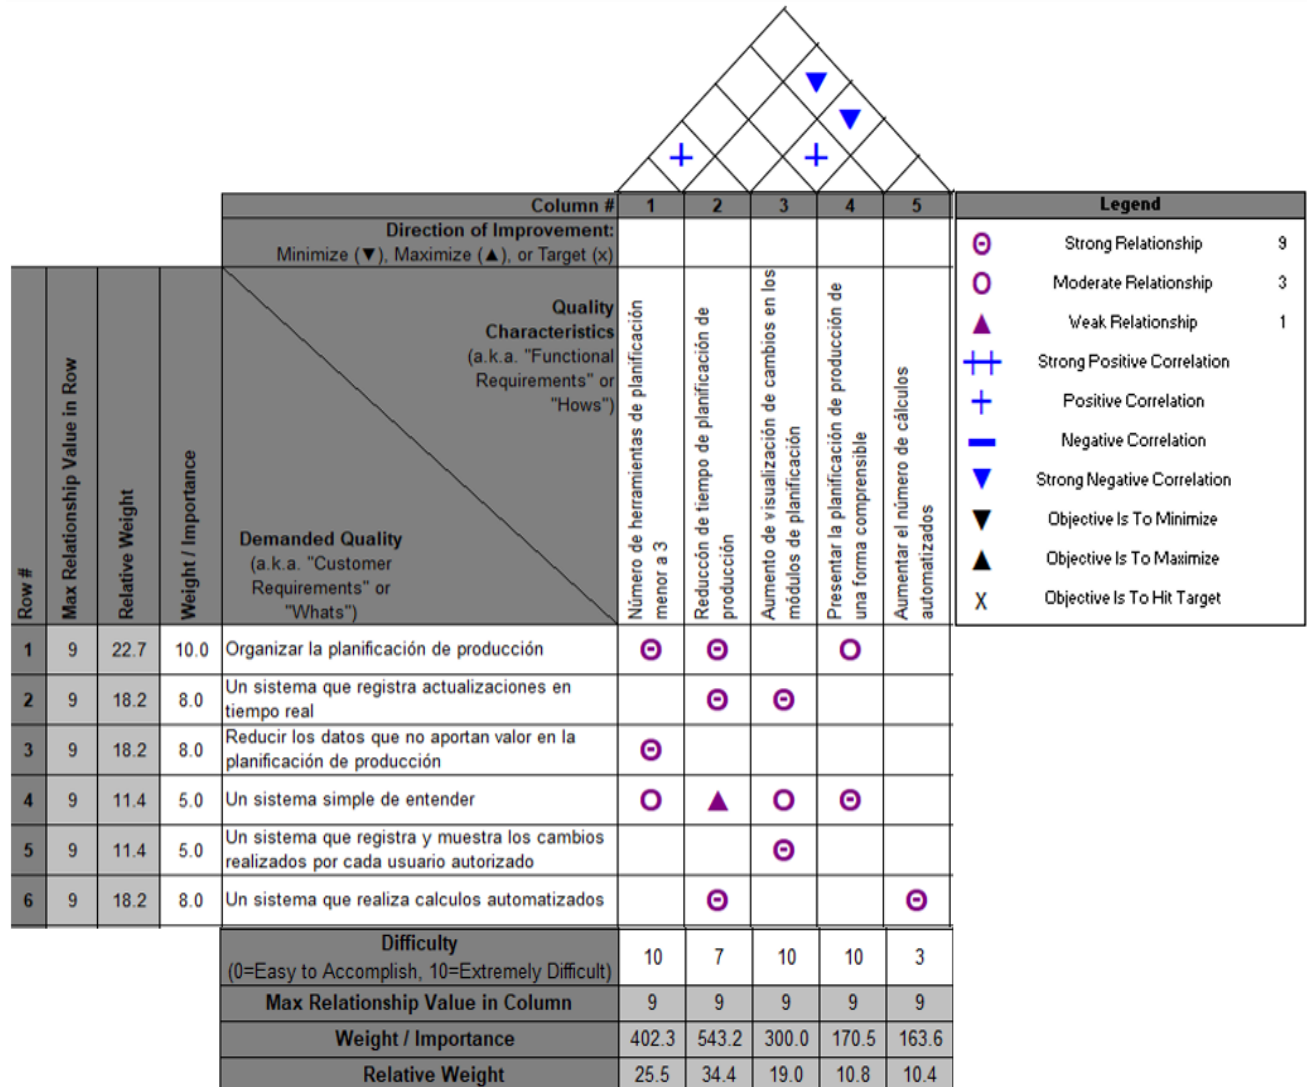 Column # 1 2 3 4 5
Direction of Improvement:
Minimize (▼), Maximize (▲), or Target (x)
Quality
Characteristics
(a.k.a. "Functional
Requirements" or
"Hows")
Demanded Quality
(a.k.a. "Customer
Requirements" or
"Whats")
Row #
Max Relationship Value in Row
Relative Weight
Weight / Importance
Número de herramientas de planificación
menor a 3
Reduccón de tiempo de planificación de
producción
Aumento de visualización de cambios en los
módulos de planificación
Presentar la planificación de producción de
una forma comprensible
Aumentar el número de cálculos
automatizados
1 9 22.7 10.0 Organizar la planificación de producción
2 9 18.2 8.0 Un sistema que registra actualizaciones en
tiempo real
3 9 18.2 8.0 Reducir los datos que no aportan valor en la
planificación de producción
4 9 11.4 5.0 Un sistema simple de entender
5 9 11.4 5.0 Un sistema que registra y muestra los cambios
realizados por cada usuario autorizado
6 9 18.2 8.0 Un sistema que realiza calculos automatizados
Difficulty
(0=Easy to Accomplish, 10=Extremely Difficult) 10 7 10 10 3
Max Relationship Value in Column 9 9 9 9 9
Weight / Importance 402.3 543.2 300.0 170.5 163.6
Relative Weight 25.5 34.4 19.0 10.8 10.4
Legend
Strong Relationship 9
Moderate Relationship 3
Weak Relationship 1
Strong Positive Correlation
Positive Correlation
Negative Correlation
Strong Negative Correlation
Objective Is To Minimize
Objective Is To Maximize
X Objective Is To Hit Target